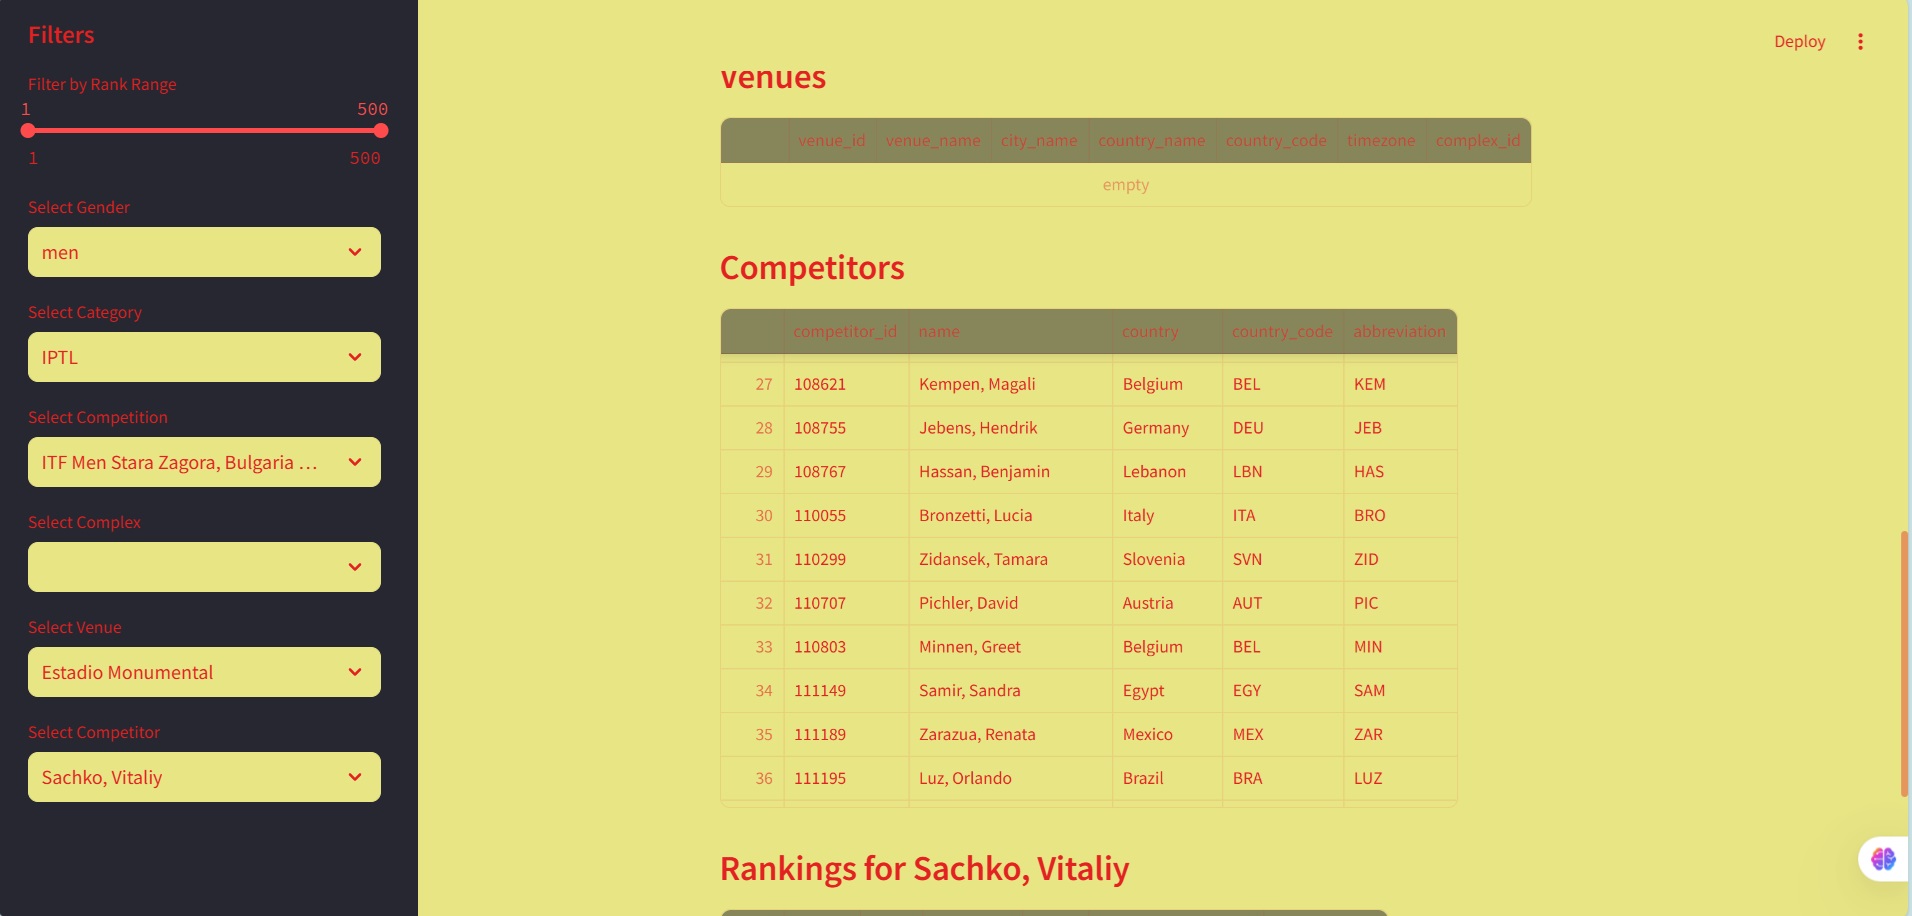 Filters
Filter by Rank Range
1 500
1 500
Select Gender
men
Select Category
IPTL
Select Competition
ITF Men Stara Zagora, Bulgaria ...
Select Complex
Select Venue
Estadio Monumental
Select Competitor
Sachko, Vitaliy
Deploy
venues
venue_id venue_name city_name country_name country_code timezone complex_id
empty
Competitors
competitor_id name country country_code abbreviation
27 108621 Kempen, Magali Belgium BEL KEM
28 108755 Jebens, Hendrik Germany DEU JEB
29 108767 Hassan, Benjamin Lebanon LBN HAS
30 110055 Bronzetti, Lucia Italy ITA BRO
31 110299 Zidansek, Tamara Slovenia SVN ZID
32 110707 Pichler, David Austria AUT PIC
33 110803 Minnen, Greet Belgium BEL MIN
34 111149 Samir, Sandra Egypt EGY SAM
35 111189 Zarazua, Renata Mexico MEX ZAR
36 111195 Luz, Orlando Brazil BRA LUZ
Rankings for Sachko, Vitaliy